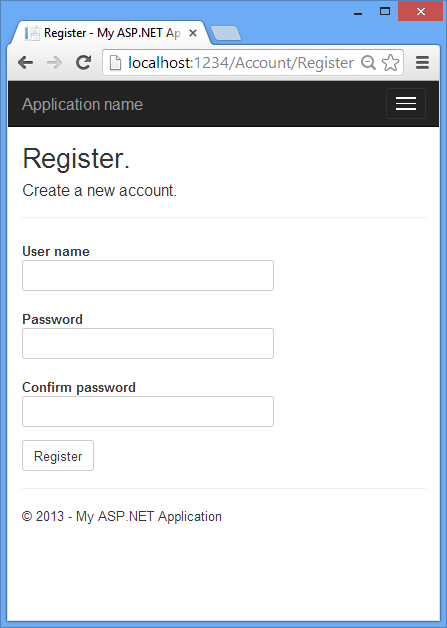 Register - My ASP.NET Ap
localhost:1234/Account/Register
Application name
Register.
Create a new account.
User name
Password
Confirm password
Register
© 2013 - My ASP.NET Application